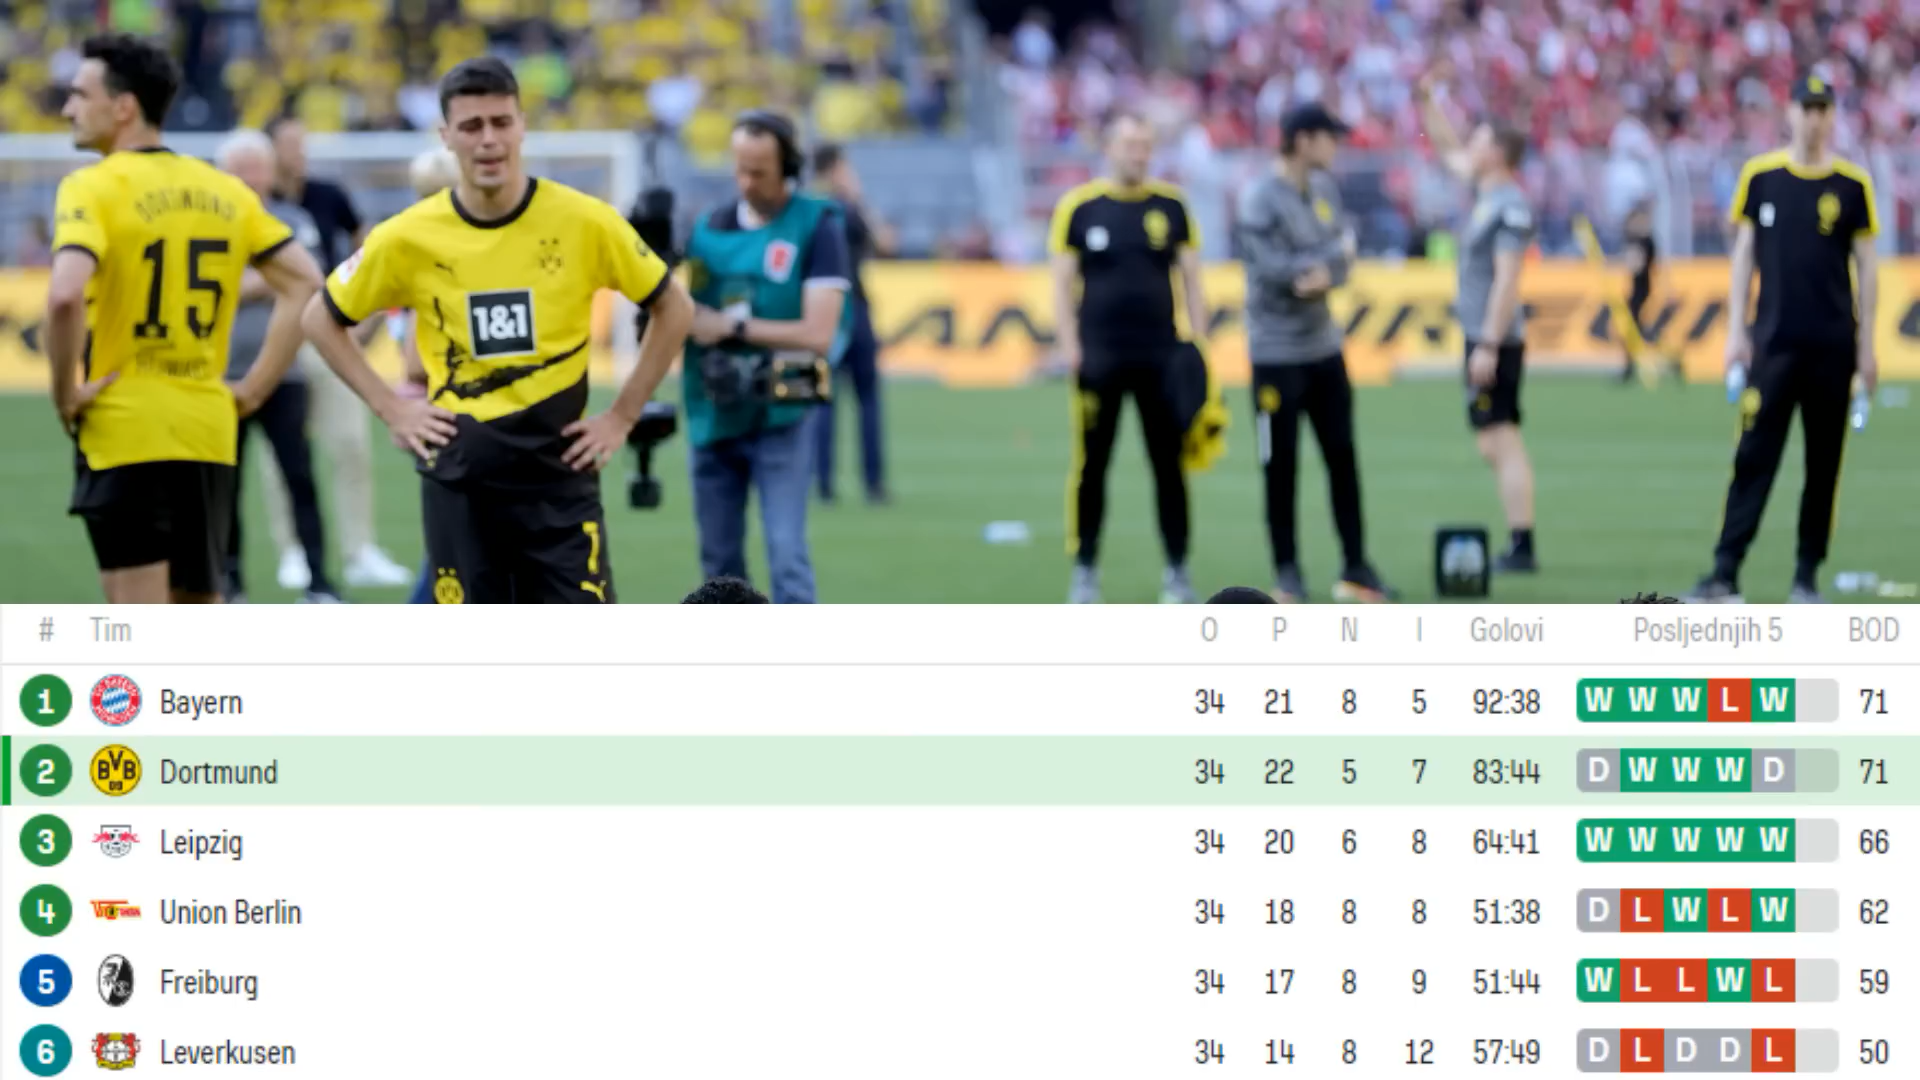 DORTMUND
15
1&1
7
# Tim O P N I Golovi Posljednjih 5 BOD
1 Bayern 34 21 8 5 92:38 W W W L W 71
2 BVB 09 Dortmund 34 22 5 7 83:44 D W W W D 71
3 Leipzig 34 20 6 8 64:41 W W W W W 66
4 Union Berlin 34 18 8 8 51:38 D L W L W 62
5 Freiburg 34 17 8 9 51:44 W L L W L 59
6 Leverkusen 34 14 8 12 57:49 D L D D L 50